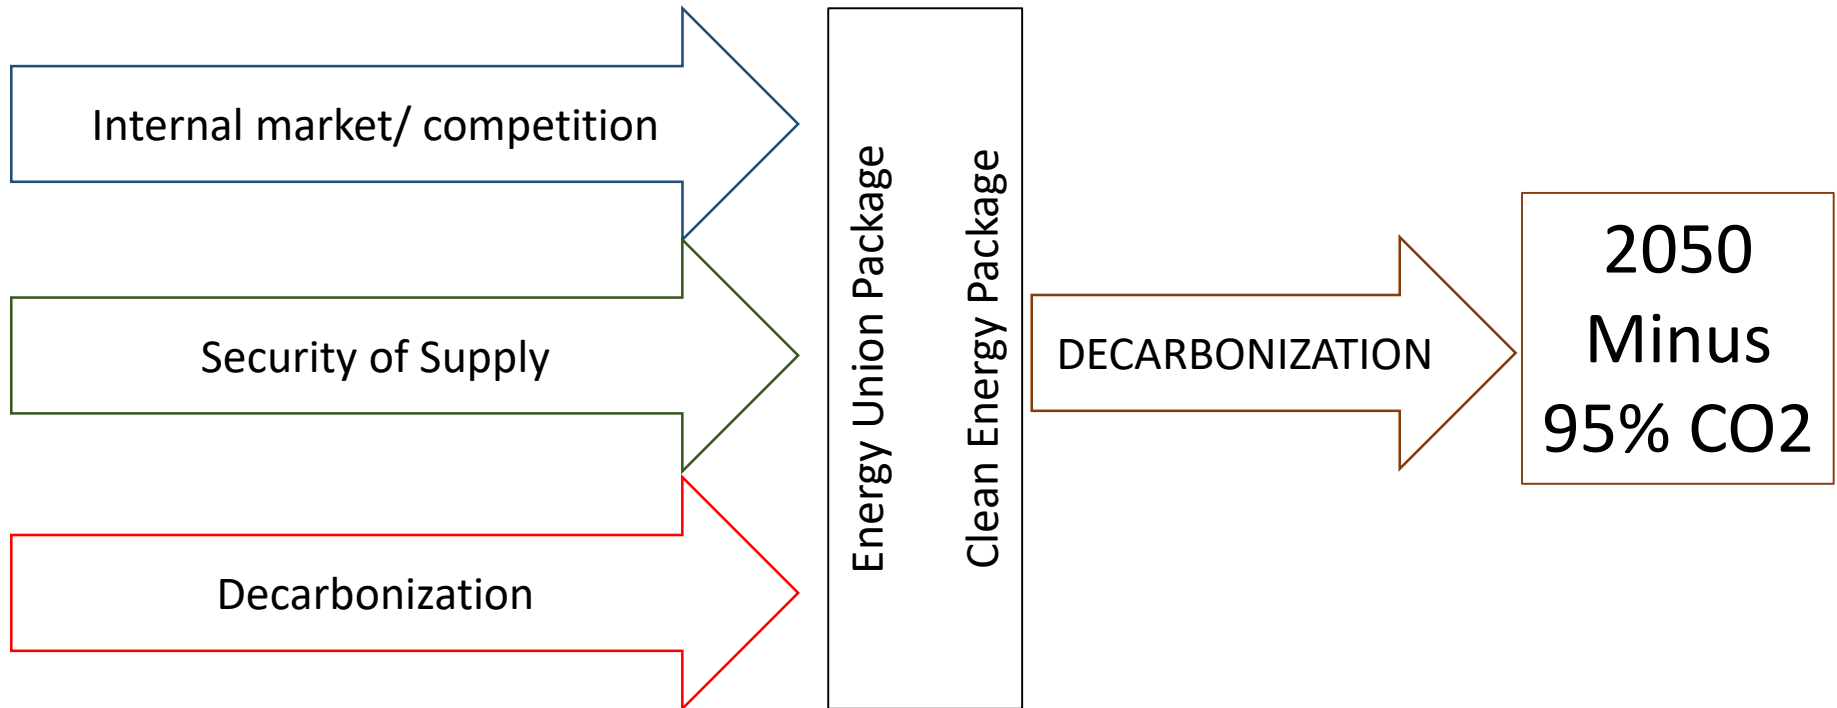 Internal market/ competition
Security of Supply
Decarbonization
Energy Union Package
Clean Energy Package
DECARBONIZATION
2050
Minus
95% CO2